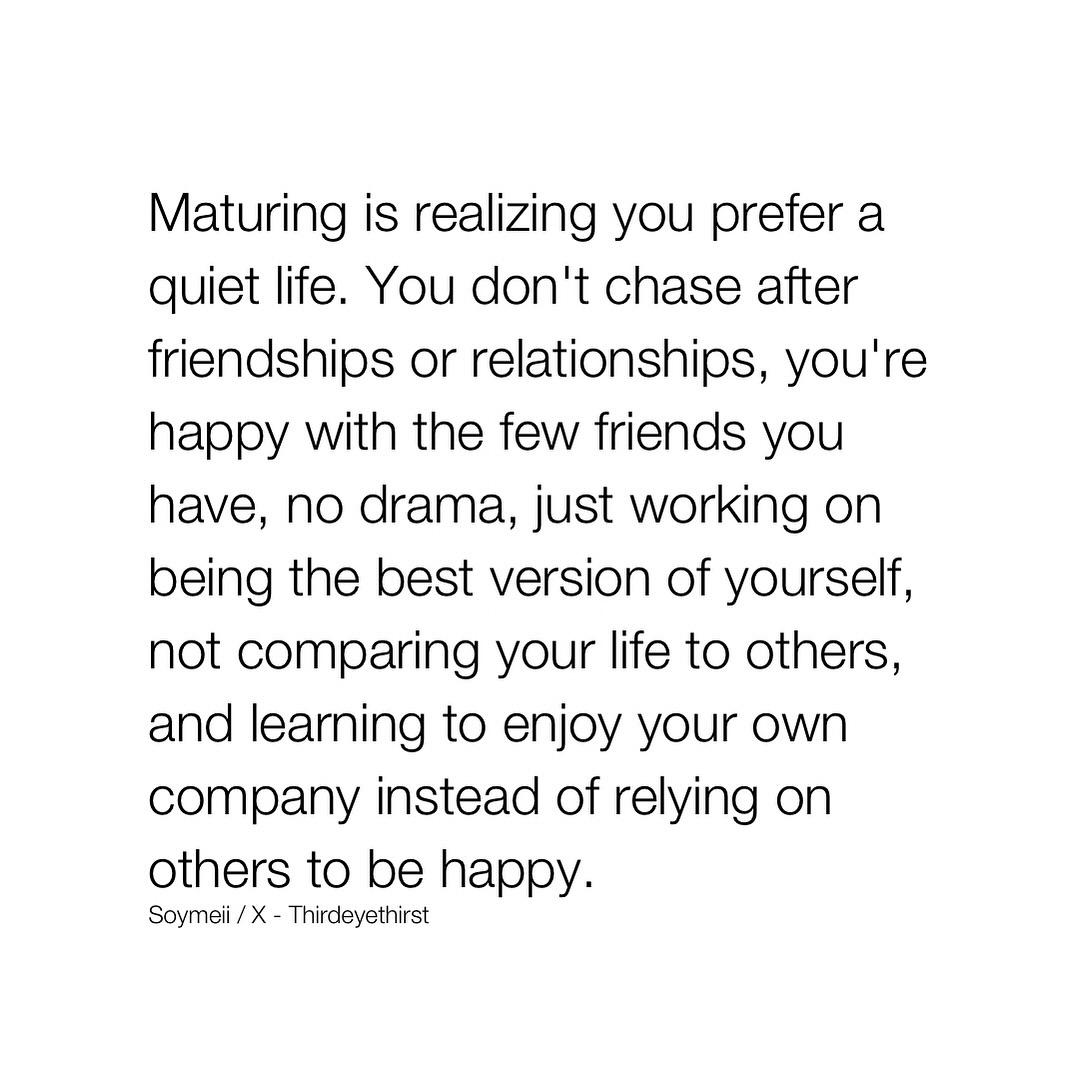 Maturing is realizing you prefer a
quiet life. You don't chase after
friendships or relationships, you're
happy with the few friends you
have, no drama, just working on
being the best version of yourself,
not comparing your life to others,
and learning to enjoy your own
company instead of relying on
others to be happy.
Soymeii / X - Thirdeyethirst